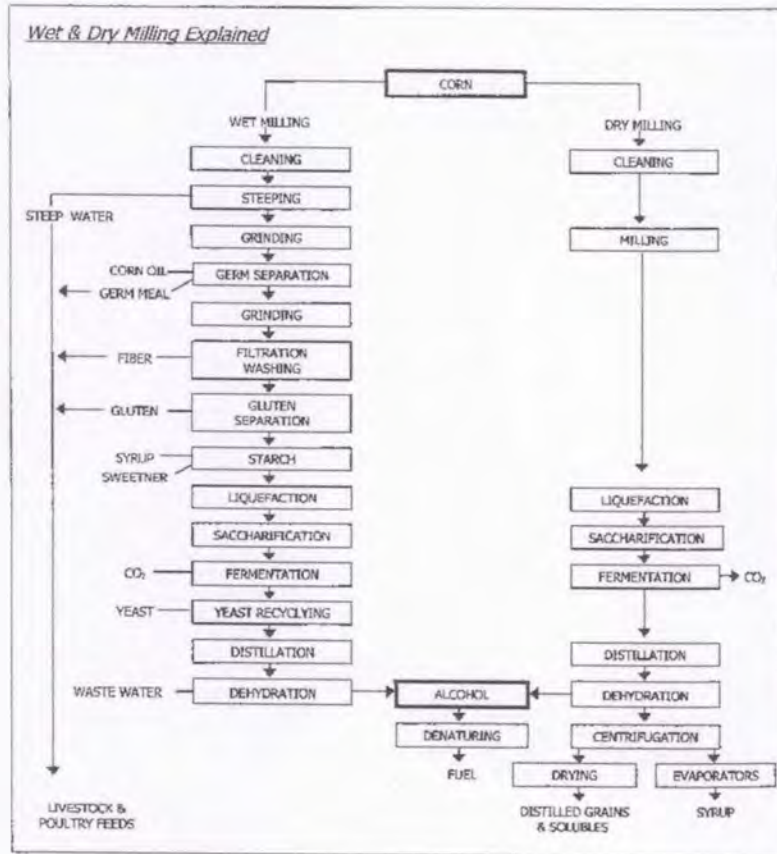 Wet & Dry Milling Explained
CORN
WET MILLING
DRY MILLING
CLEANING
CLEANING
STEEPING
STEEP WATER
GRINDING
MILLING
CORN OIL
GERM SEPARATION
GERM MEAL
GRINDING
FIBER
FILTRATION
WASHING
GLUTEN
GLUTEN
SEPARATION
SYRUP
STARCH
SWEETNER
LIQUEFACTION
LIQUEFACTION
SACCHARIFICATION
SACCHARIFICATION
CO₂
FERMENTATION
FERMENTATION
CO₂
YEAST
YEAST RECYCLYING
DISTILLATION
DISTILLATION
WASTE WATER
DEHYDRATION
ALCOHOL
DEHYDRATION
DENATURING
CENTRIFUGATION
FUEL
DRYING
EVAPORATORS
LIVESTOCK &
POULTRY FEEDS
DISTILLED GRAINS
& SOLUBLES
SYRUP